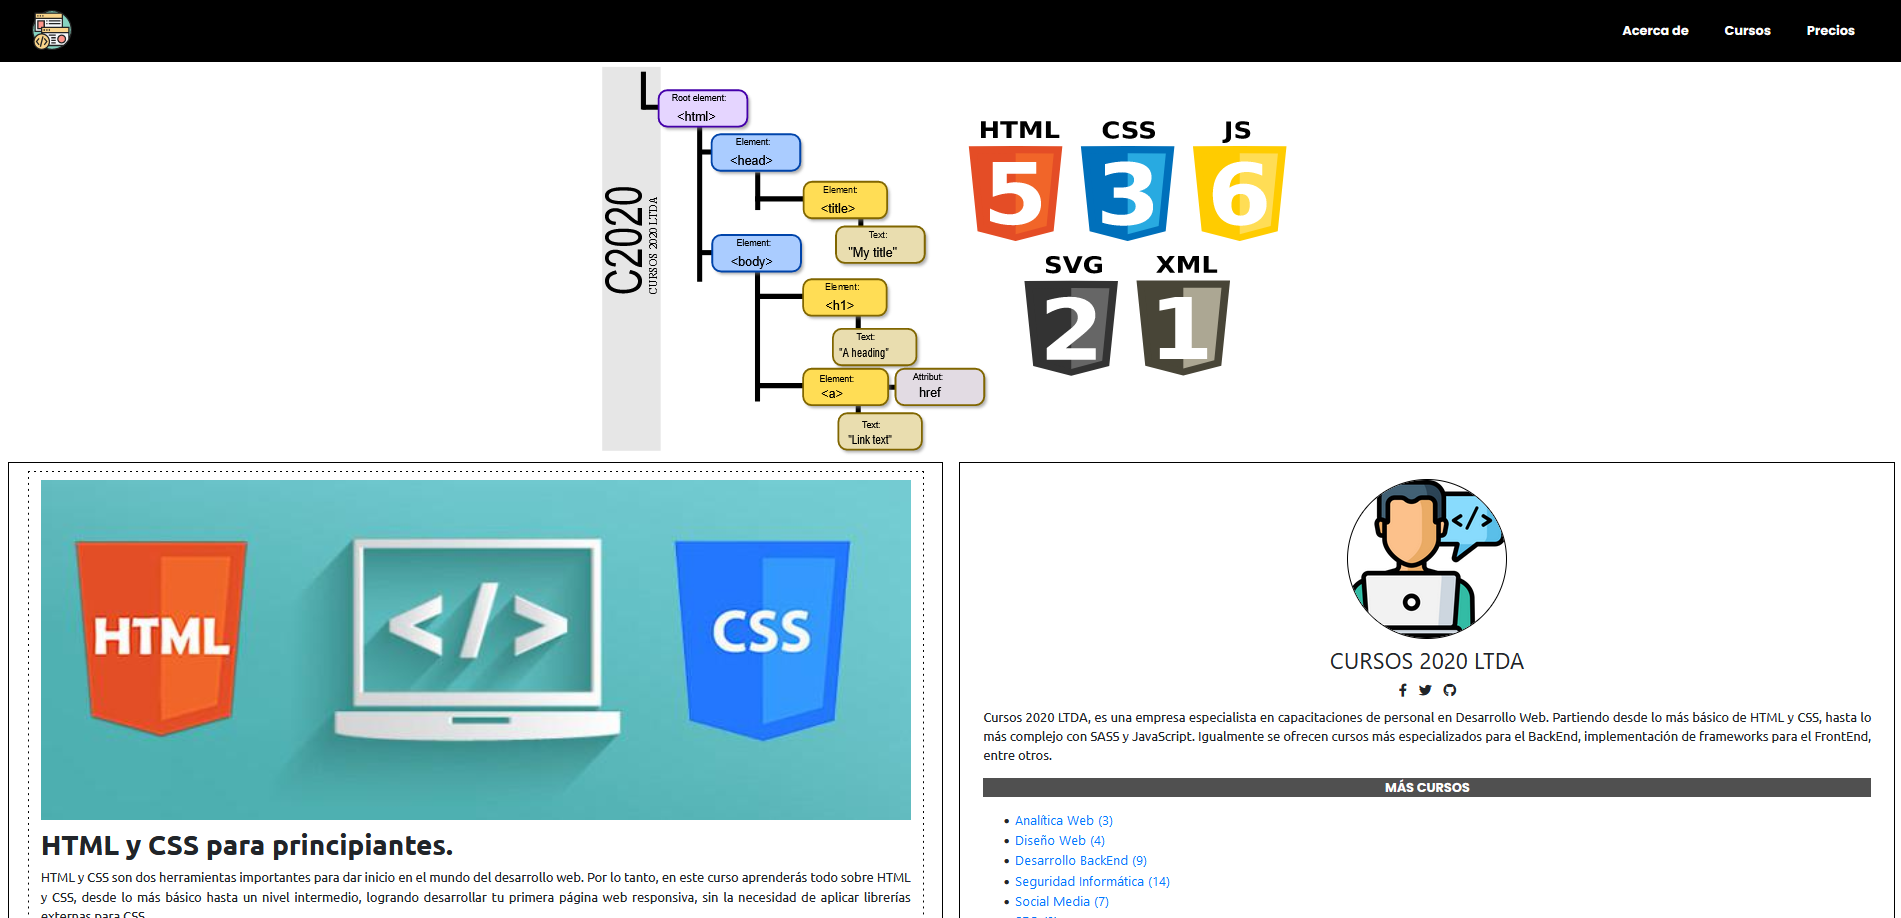 Acerca de
Cursos
Precios
C2020
CURSOS 2020 LTDA
Root element:
<html>
Element:
<head>
Element:
<title>
Text:
"My title"
Element:
<body>
Element:
<h1>
Text:
"A heading"
Element:
<a>
Attribut:
href
Text:
"Link text"
HTML
5
CSS
3
JS
6
SVG
2
XML
1
HTML
</>
CSS
HTML y CSS para principiantes.
HTML y CSS son dos herramientas importantes para dar inicio en el mundo del desarrollo web. Por lo tanto, en este curso aprenderás todo sobre HTML
y CSS, desde lo más básico hasta un nivel intermedio, logrando desarrollar tu primera página web responsiva, sin la necesidad de aplicar librerías
externas para CSS
</>
CURSOS 2020 LTDA
Cursos 2020 LTDA, es una empresa especialista en capacitaciones de personal en Desarrollo Web. Partiendo desde lo más básico de HTML y CSS, hasta lo
más complejo con SASS y JavaScript. Igualmente se ofrecen cursos más especializados para el BackEnd, implementación de frameworks para el FrontEnd,
entre otros.
MÁS CURSOS
Analítica Web (3)
Diseño Web (4)
Desarrollo BackEnd (9)
Seguridad Informática (14)
Social Media (7)